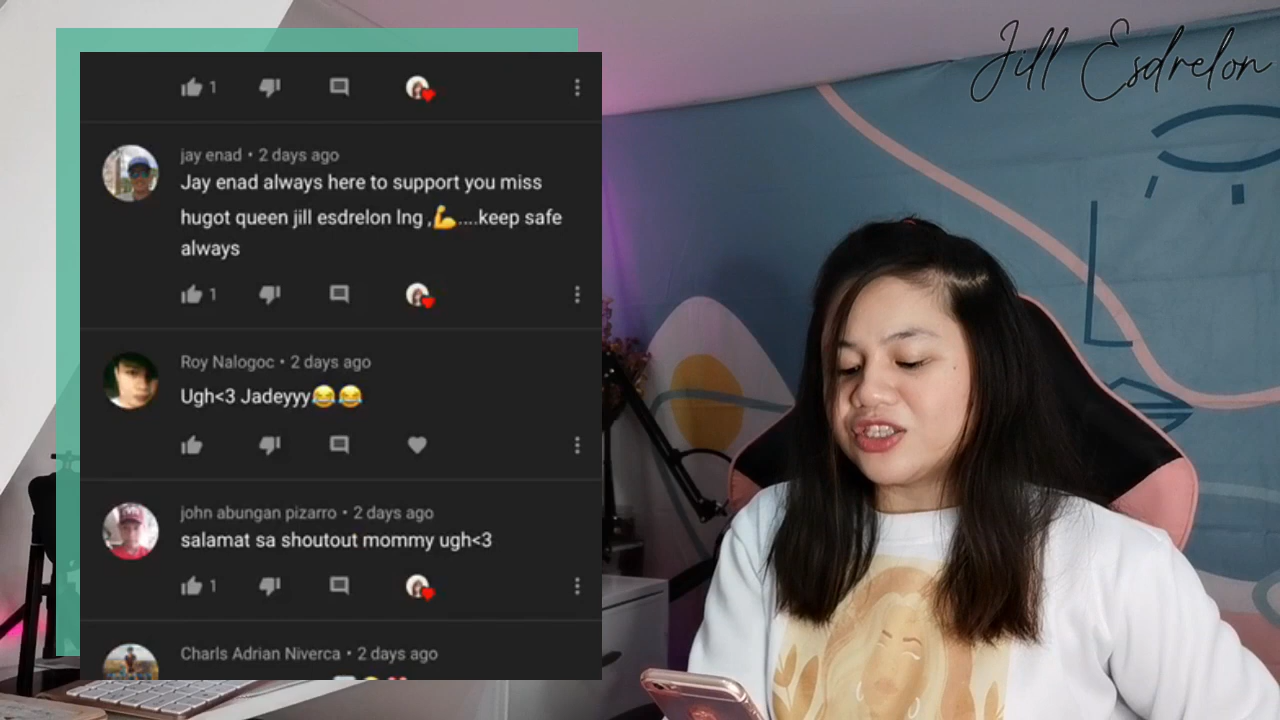 Jill Esdrelon
1
jay enad • 2 days ago
Jay enad always here to support you miss
hugot queen jill esdrelon lng ,💪....keep safe
always
1
Roy Nalogoc • 2 days ago
Ugh<3 Jadeyyy😂😂
john abungan pizarro • 2 days ago
salamat sa shoutout mommy ugh<3
1
Charls Adrian Niverca • 2 days ago